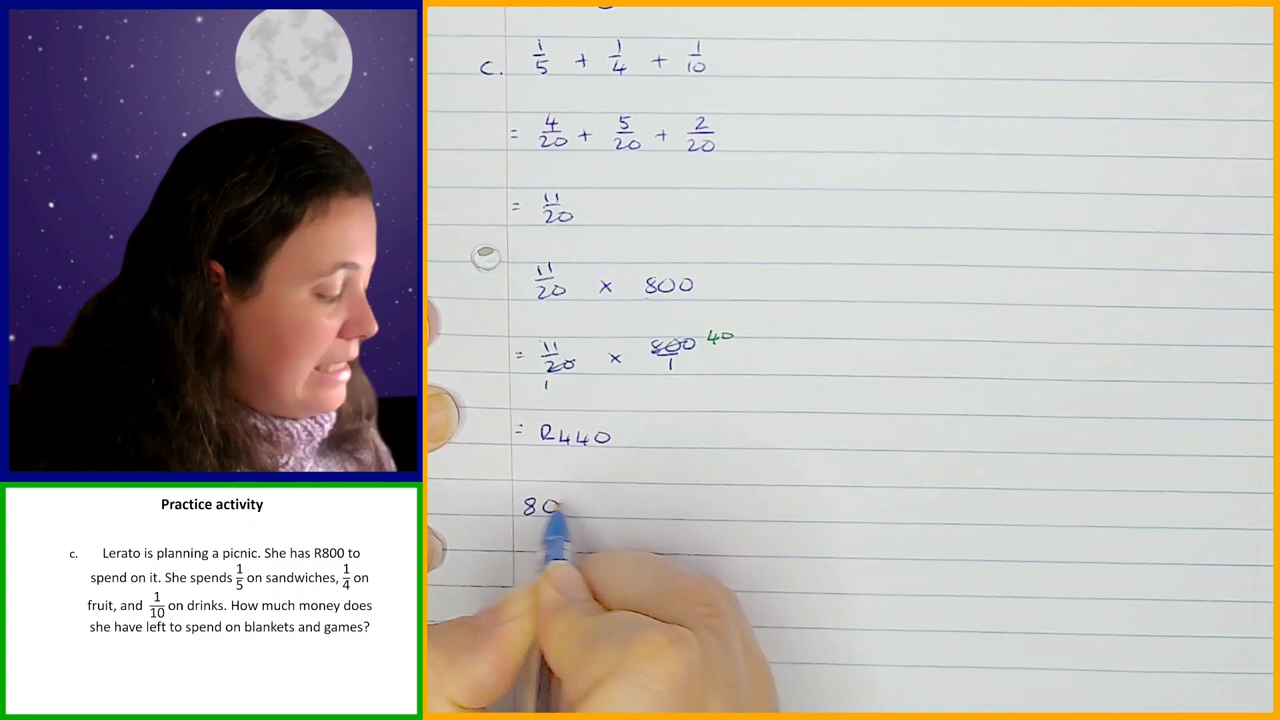 Practice activity
c. Lerato is planning a picnic. She has R800 to
spend on it. She spends 1/5 on sandwiches, 1/4 on
fruit, and 1/10 on drinks. How much money does
she have left to spend on blankets and games?
c. 1/5 + 1/4 + 1/10
= 4/20 + 5/20 + 2/20
= 11/20
11/20 × 800
= 11/20 × 800/1 40
1
= R440
80